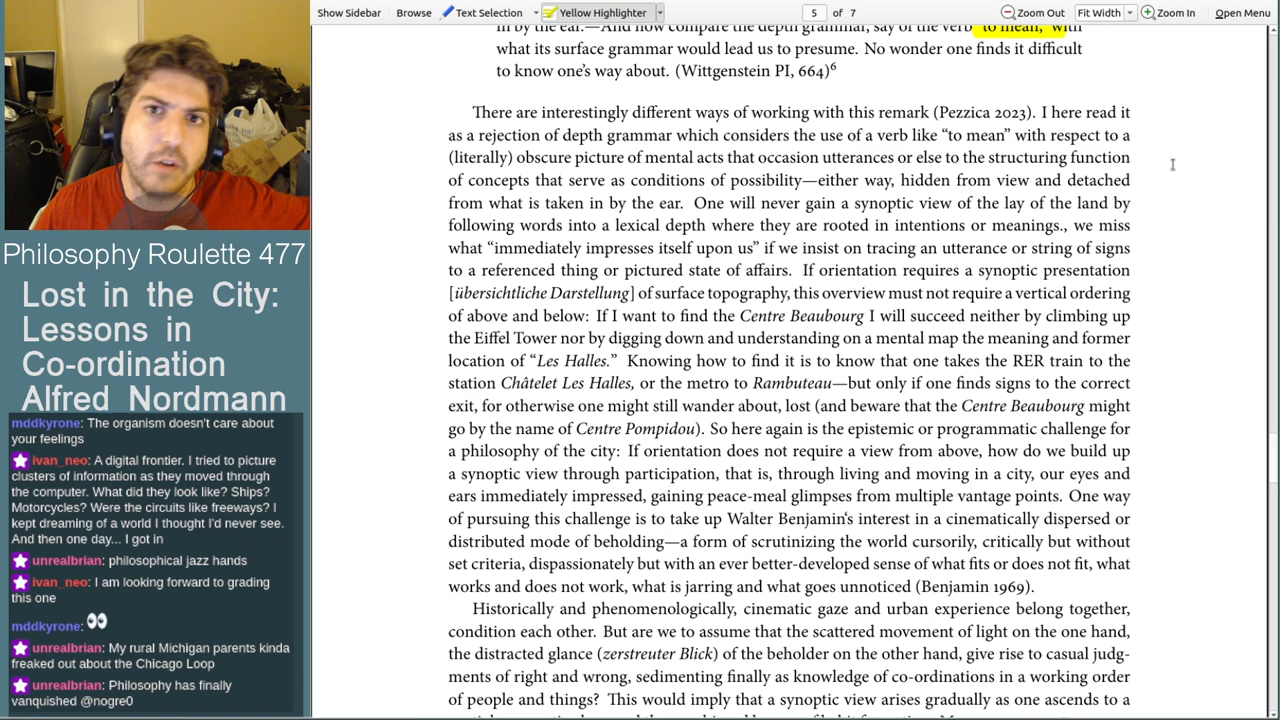 Show Sidebar Browse Text Selection Yellow Highlighter 5 of 7 Zoom Out Fit Width Zoom In Open Menu
in by the ear.—And now compare the depth grammar, say of the verb "to mean," with
what its surface grammar would lead us to presume. No wonder one finds it difficult
to know one's way about. (Wittgenstein PI, 664)6
There are interestingly different ways of working with this remark (Pezzica 2023). I here read it
as a rejection of depth grammar which considers the use of a verb like “to mean” with respect to a
(literally) obscure picture of mental acts that occasion utterances or else to the structuring function
of concepts that serve as conditions of possibility—either way, hidden from view and detached
from what is taken in by the ear. One will never gain a synoptic view of the lay of the land by
following words into a lexical depth where they are rooted in intentions or meanings., we miss
what “immediately impresses itself upon us” if we insist on tracing an utterance or string of signs
to a referenced thing or pictured state of affairs. If orientation requires a synoptic presentation
[übersichtliche Darstellung] of surface topography, this overview must not require a vertical ordering
of above and below: If I want to find the Centre Beaubourg I will succeed neither by climbing up
the Eiffel Tower nor by digging down and understanding on a mental map the meaning and former
location of “Les Halles.” Knowing how to find it is to know that one takes the RER train to the
station Châtelet Les Halles, or the metro to Rambuteau—but only if one finds signs to the correct
exit, for otherwise one might still wander about, lost (and beware that the Centre Beaubourg might
go by the name of Centre Pompidou). So here again is the epistemic or programmatic challenge for
a philosophy of the city: If orientation does not require a view from above, how do we build up
a synoptic view through participation, that is, through living and moving in a city, our eyes and
ears immediately impressed, gaining peace-meal glimpses from multiple vantage points. One way
of pursuing this challenge is to take up Walter Benjamin‘s interest in a cinematically dispersed or
distributed mode of beholding—a form of scrutinizing the world cursorily, critically but without
set criteria, dispassionately but with an ever better-developed sense of what fits or does not fit, what
works and does not work, what is jarring and what goes unnoticed (Benjamin 1969).
Historically and phenomenologically, cinematic gaze and urban experience belong together,
condition each other. But are we to assume that the scattered movement of light on the one hand,
the distracted glance (zerstreuter Blick) of the beholder on the other hand, give rise to casual judg-
ments of right and wrong, sedimenting finally as knowledge of co-ordinations in a working order
of people and things? This would imply that a synoptic view arises gradually as one ascends to a
Philosophy Roulette 477
Lost in the City:
Lessons in
Co-ordination
Alfred Nordmann
mddkyrone: The organism doesn't care about
your feelings
ivan_neo: A digital frontier. I tried to picture
clusters of information as they moved through
the computer. What did they look like? Ships?
Motorcycles? Were the circuits like freeways? I
kept dreaming of a world I thought I'd never see.
And then one day... I got in
unrealbrian: philosophical jazz hands
ivan_neo: I am looking forward to grading
this one
mddkyrone: 👀
unrealbrian: My rural Michigan parents kinda
freaked out about the Chicago Loop
unrealbrian: Philosophy has finally
vanquished @nogre0